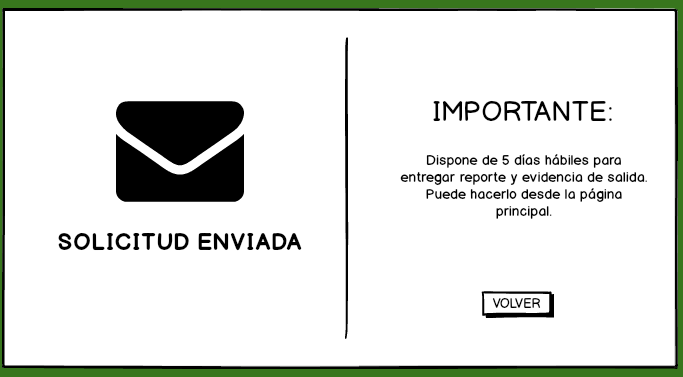 SOLICITUD ENVIADA
IMPORTANTE:
Dispone de 5 días hábiles para
entregar reporte y evidencia de salida.
Puede hacerlo desde la página
principal.
VOLVER